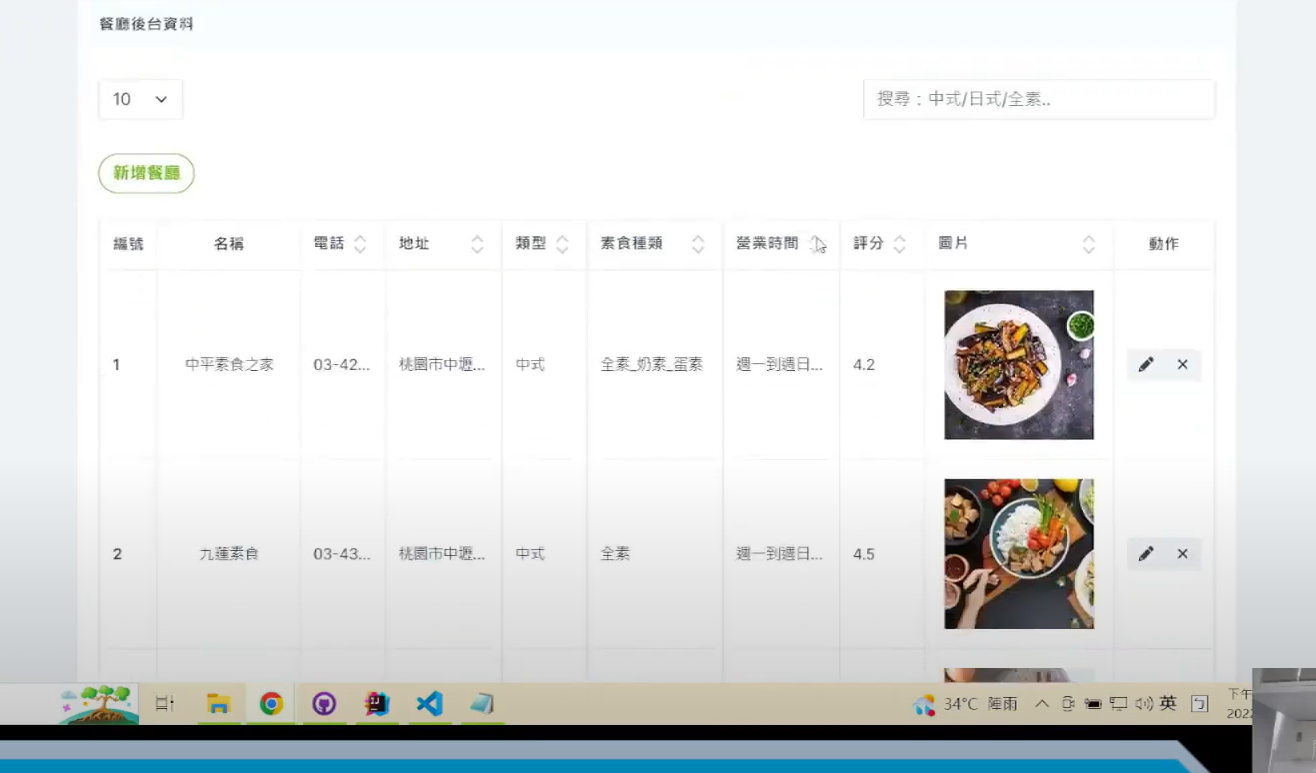 餐廳後台資料
10
搜尋：中式/日式/全素..
新增餐廳
編號 名稱 電話 地址 類型 素食種類 營業時間 評分 圖片 動作
1 中平素食之家 03-42... 桃園市中壢... 中式 全素_奶素_蛋素 週一到週日... 4.2
2 九蓮素食 03-43... 桃園市中壢... 中式 全素 週一到週日... 4.5
34°C 陣雨 英 下午
2022